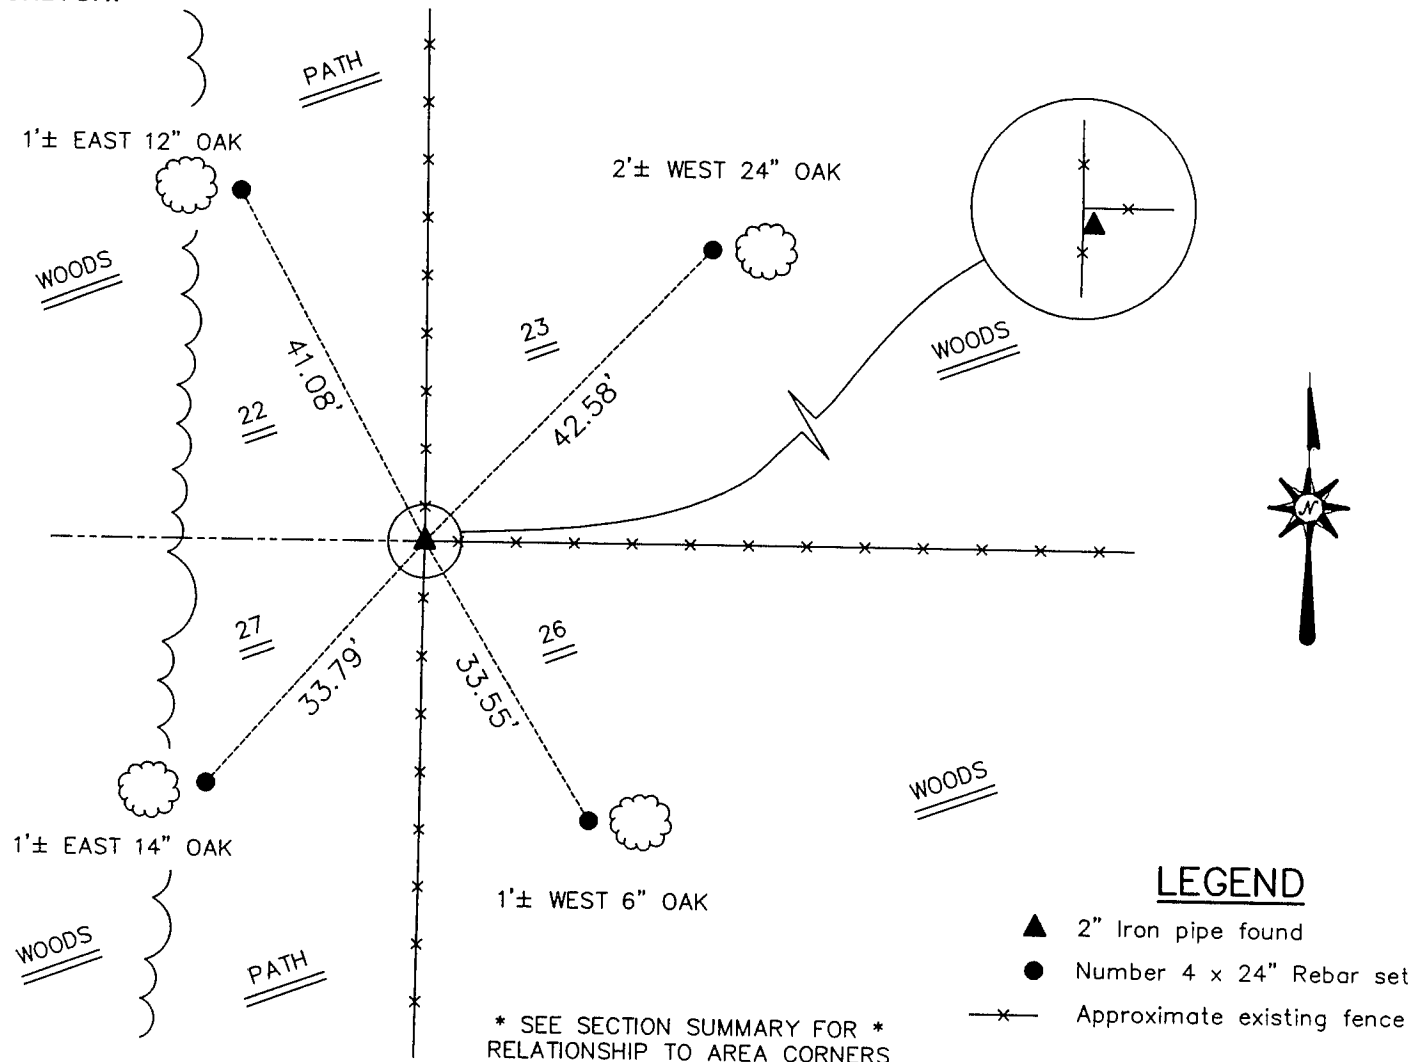 PATH
1'± EAST 12" OAK
2'± WEST 24" OAK
WOODS
23
WOODS
41.08'
42.58'
22
N
27
26
33.79'
33.55'
WOODS
1'± EAST 14" OAK
1'± WEST 6" OAK
LEGEND
2" Iron pipe found
WOODS
PATH
Number 4 x 24" Rebar set
Approximate existing fence
* SEE SECTION SUMMARY FOR *
RELATIONSHIP TO AREA CORNERS